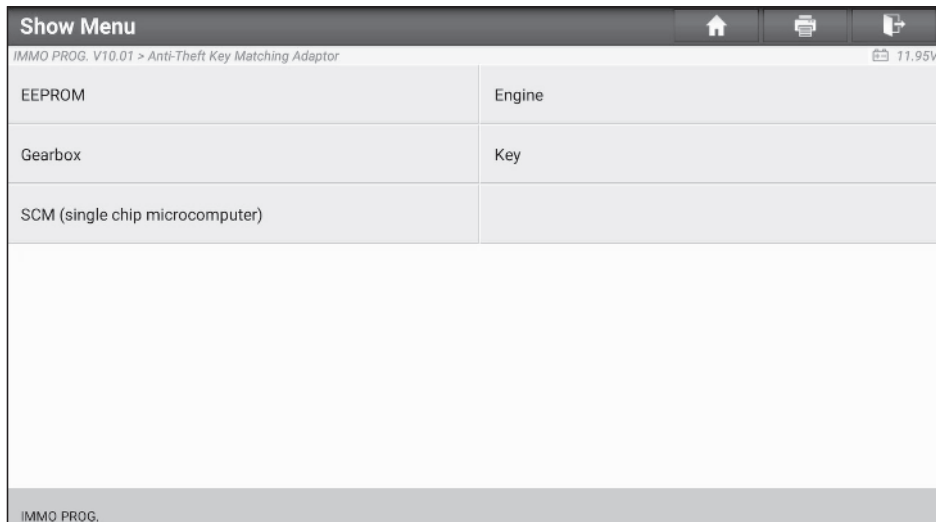 Show Menu
IMMO PROG. V10.01 > Anti-Theft Key Matching Adaptor 11.95V
EEPROM Engine
Gearbox Key
SCM (single chip microcomputer)
IMMO PROG.